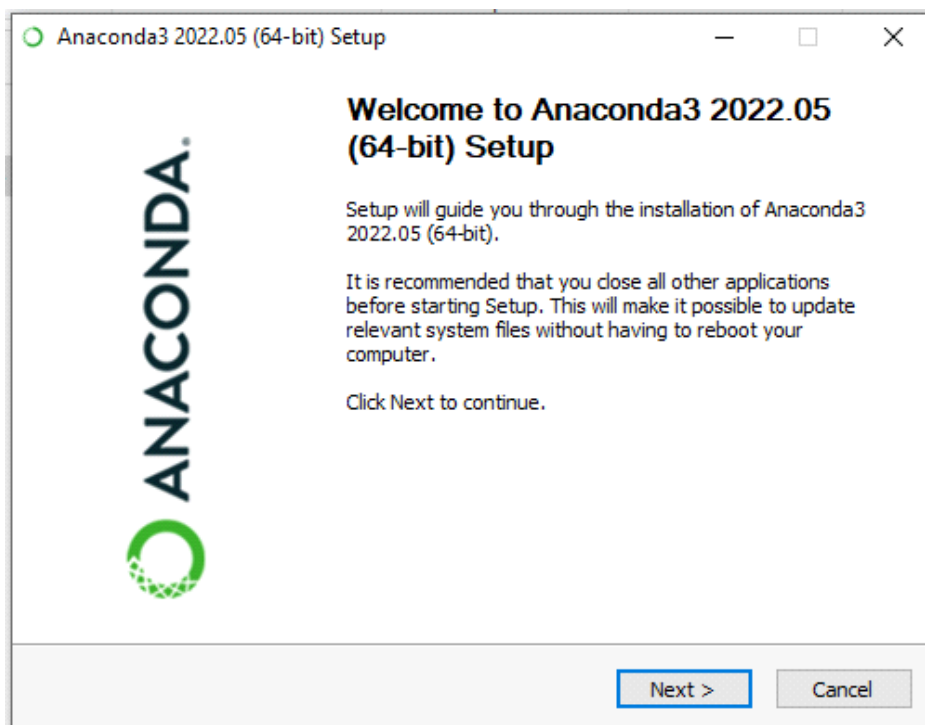 Anaconda3 2022.05 (64-bit) Setup
Welcome to Anaconda3 2022.05
(64-bit) Setup
Setup will guide you through the installation of Anaconda3
2022.05 (64-bit).
It is recommended that you close all other applications
before starting Setup. This will make it possible to update
relevant system files without having to reboot your
computer.
Click Next to continue.
ANACONDA.
Next >
Cancel